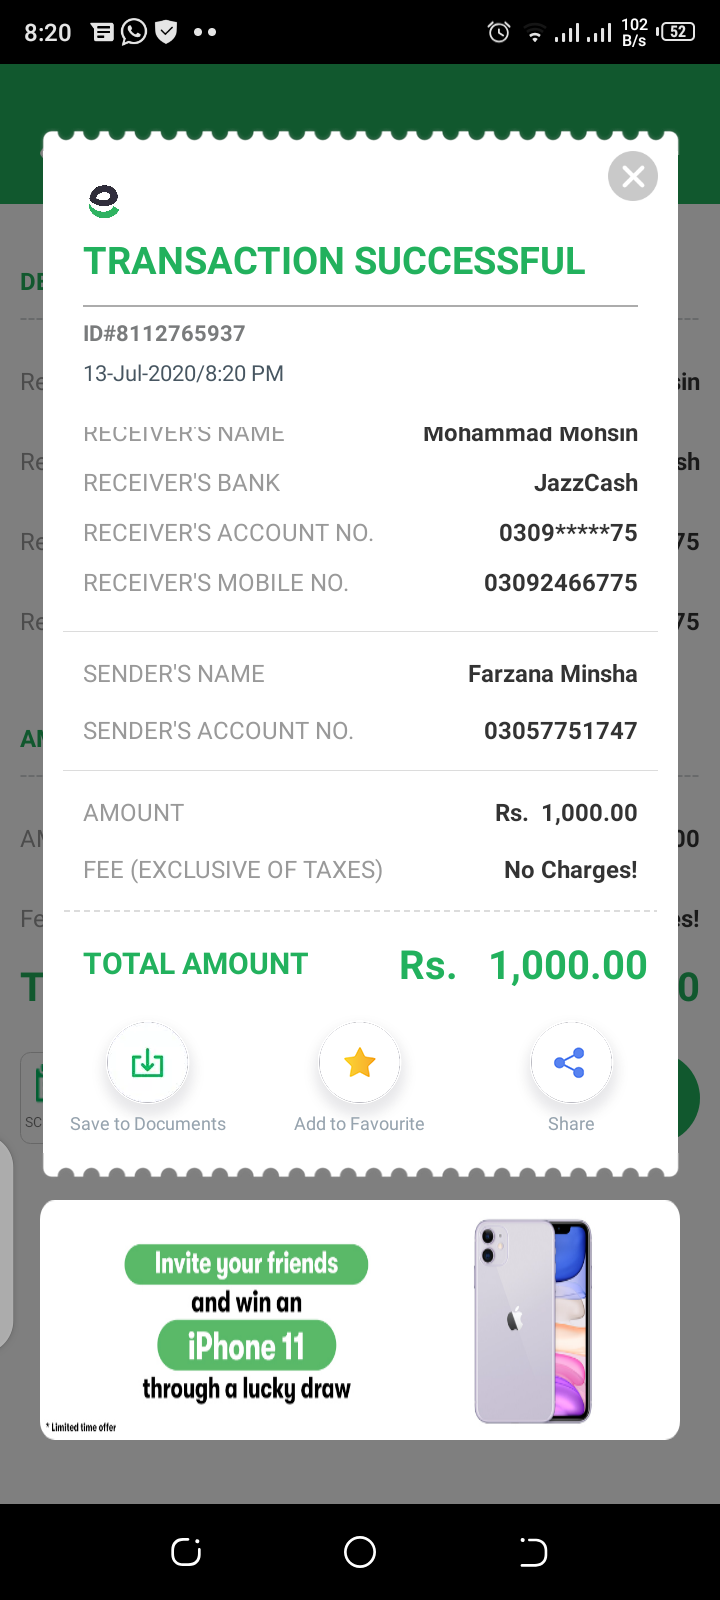 8:20 102 B/s 52
TRANSACTION SUCCESSFUL
ID#8112765937
13-Jul-2020/8:20 PM
RECEIVER'S NAME Mohammad Mohsin
RECEIVER'S BANK JazzCash
RECEIVER'S ACCOUNT NO. 0309*****75
RECEIVER'S MOBILE NO. 03092466775
SENDER'S NAME Farzana Minsha
SENDER'S ACCOUNT NO. 03057751747
AMOUNT Rs. 1,000.00
FEE (EXCLUSIVE OF TAXES) No Charges!
TOTAL AMOUNT Rs. 1,000.00
Save to Documents Add to Favourite Share
Invite your friends
and win an
iPhone 11
through a lucky draw
* Limited time offer